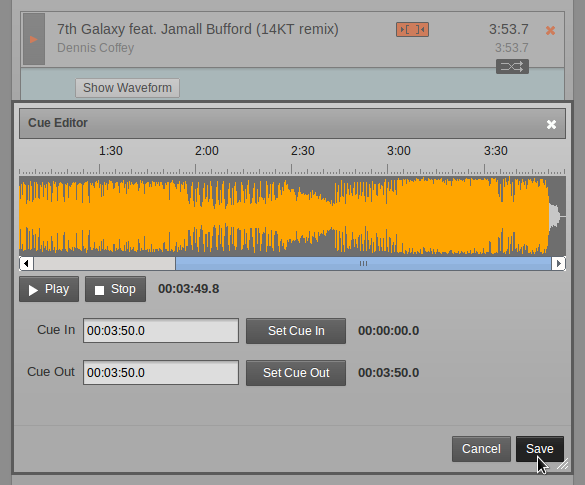 7th Galaxy feat. Jamall Bufford (14KT remix) 3:53.7
Dennis Coffey 3:53.7
Show Waveform
Cue Editor
1:30 2:00 2:30 3:00 3:30
Play Stop 00:03:49.8
Cue In 00:03:50.0 Set Cue In 00:00:00.0
Cue Out 00:03:50.0 Set Cue Out 00:03:50.0
Cancel Save